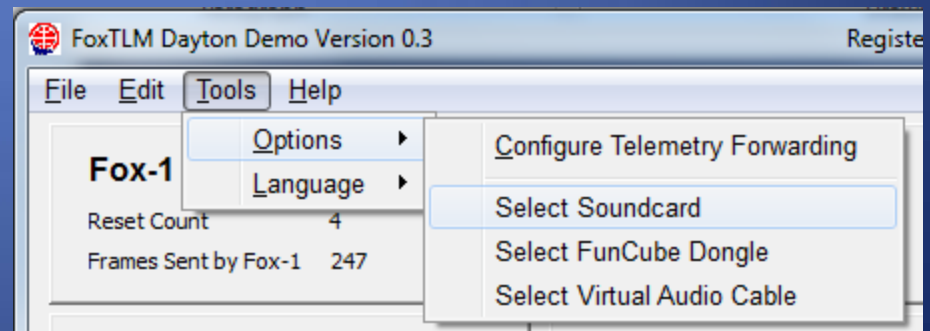 FoxTLM Dayton Demo Version 0.3 Registe
File Edit Tools Help
Options
Language
Configure Telemetry Forwarding
Select Soundcard
Select FunCube Dongle
Select Virtual Audio Cable
Fox-1
Reset Count 4
Frames Sent by Fox-1 247